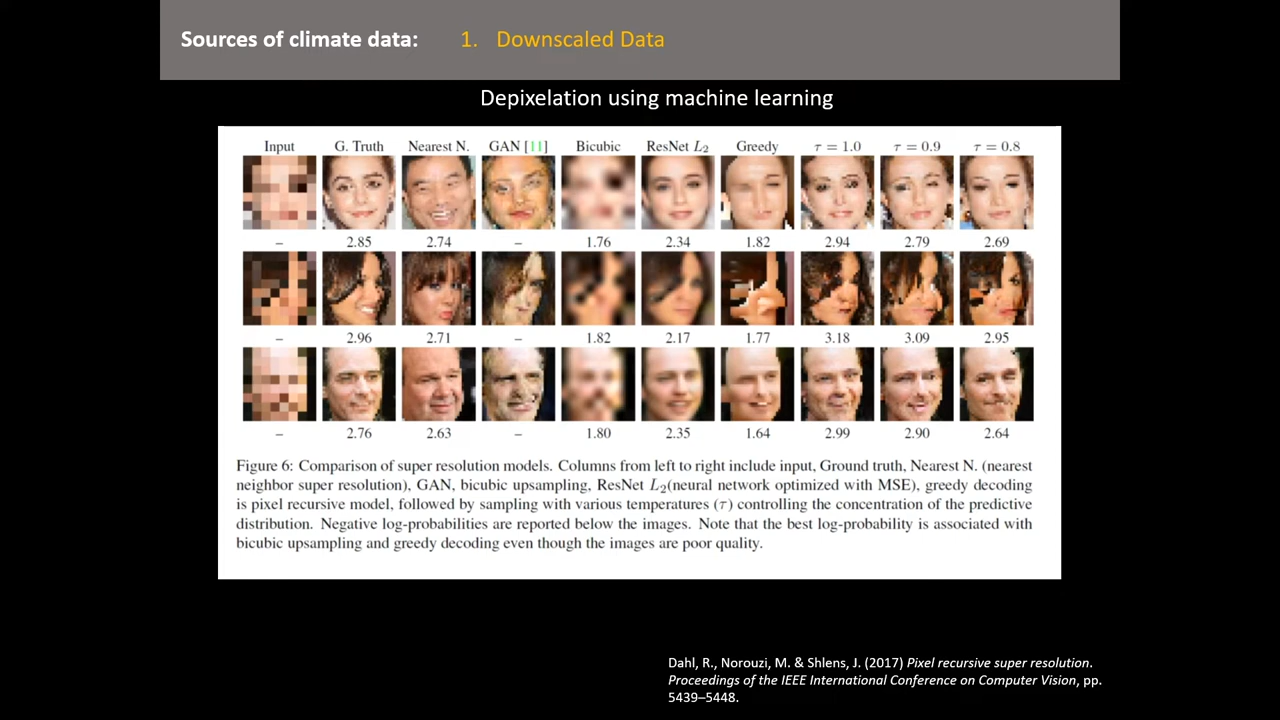 Sources of climate data: 1. Downscaled Data
Depixelation using machine learning
Input G. Truth Nearest N. GAN [11] Bicubic ResNet L2 Greedy τ = 1.0 τ = 0.9 τ = 0.8
– 2.85 2.74 – 1.76 2.34 1.82 2.94 2.79 2.69
– 2.96 2.71 – 1.82 2.17 1.77 3.18 3.09 2.95
– 2.76 2.63 – 1.80 2.35 1.64 2.99 2.90 2.64
Figure 6: Comparison of super resolution models. Columns from left to right include input, Ground truth, Nearest N. (nearest
neighbor super resolution), GAN, bicubic upsampling, ResNet L2(neural network optimized with MSE), greedy decoding
is pixel recursive model, followed by sampling with various temperatures (τ) controlling the concentration of the predictive
distribution. Negative log-probabilities are reported below the images. Note that the best log-probability is associated with
bicubic upsampling and greedy decoding even though the images are poor quality.
Dahl, R., Norouzi, M. & Shlens, J. (2017) Pixel recursive super resolution.
Proceedings of the IEEE International Conference on Computer Vision, pp.
5439–5448.